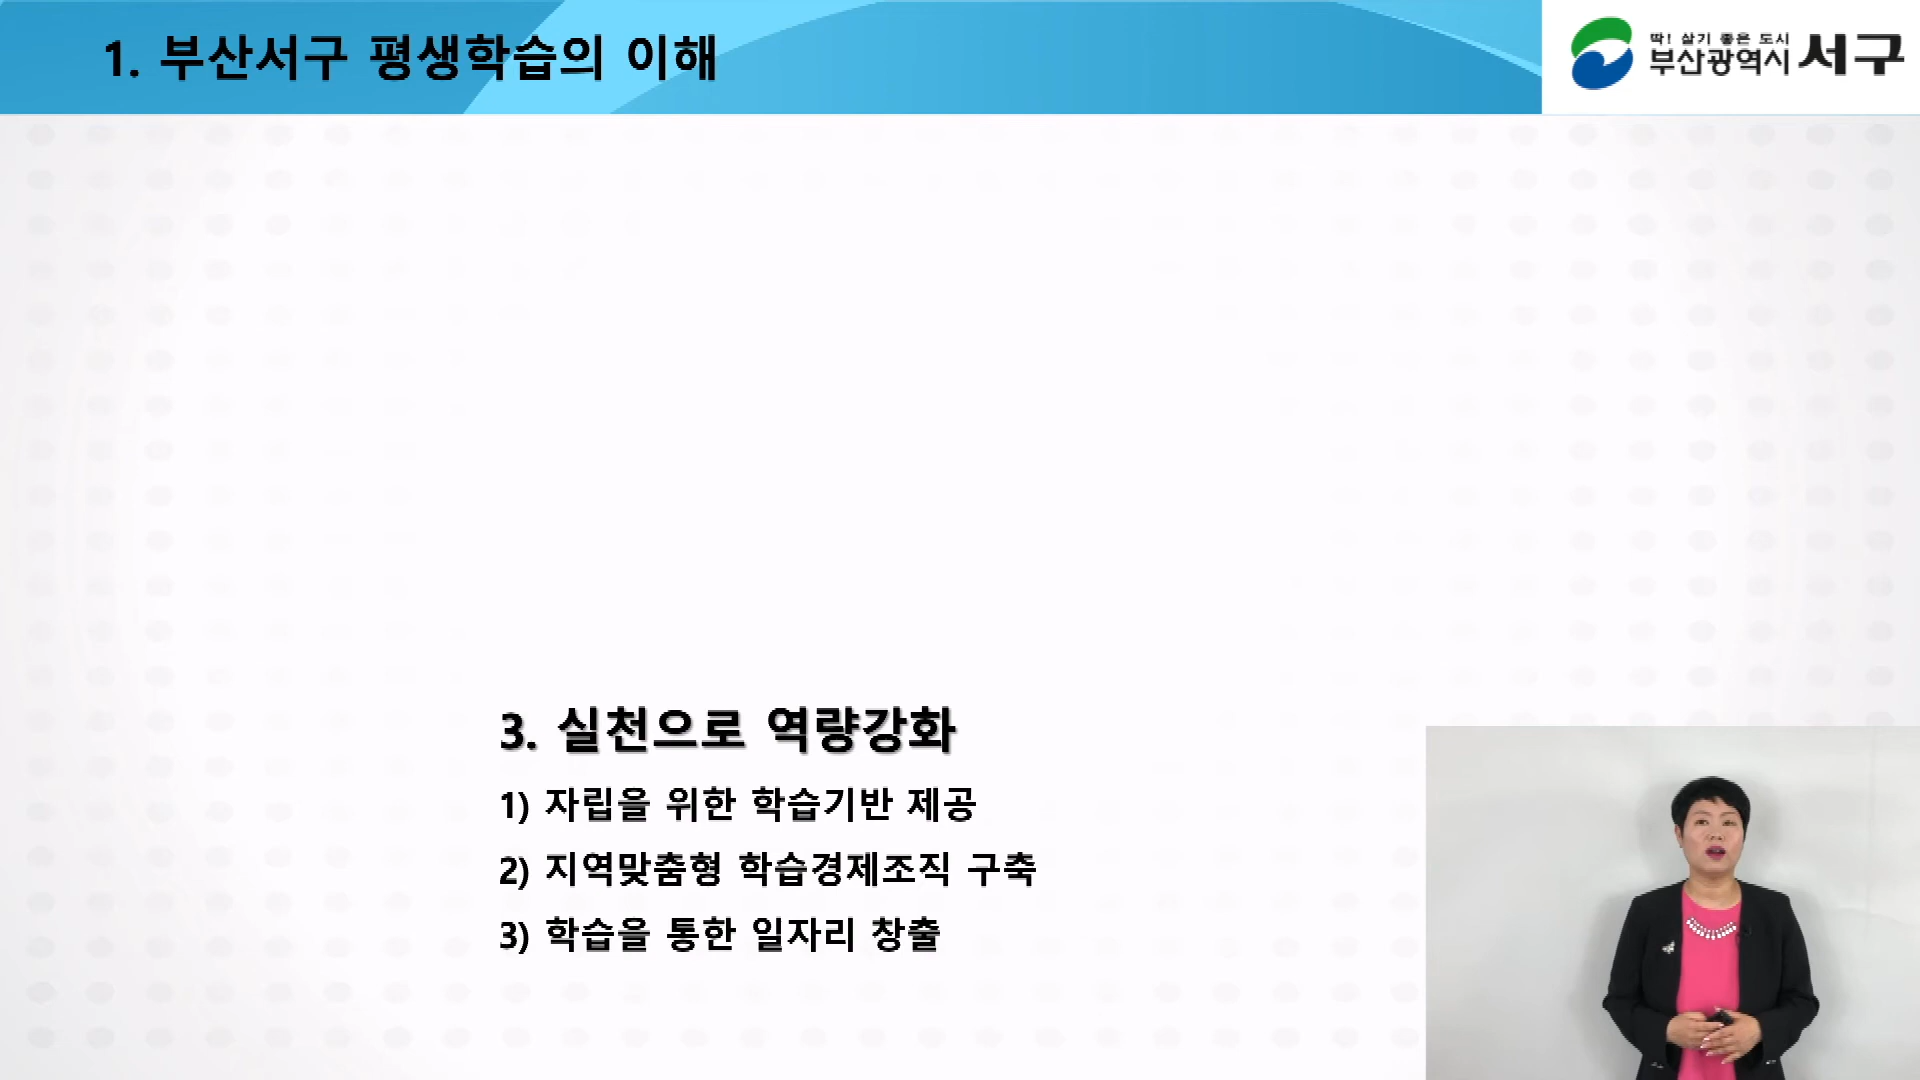 1. 부산서구 평생학습의 이해
딱! 살기 좋은 도시
부산광역시 서구
3. 실천으로 역량강화
1) 자립을 위한 학습기반 제공
2) 지역맞춤형 학습경제조직 구축
3) 학습을 통한 일자리 창출